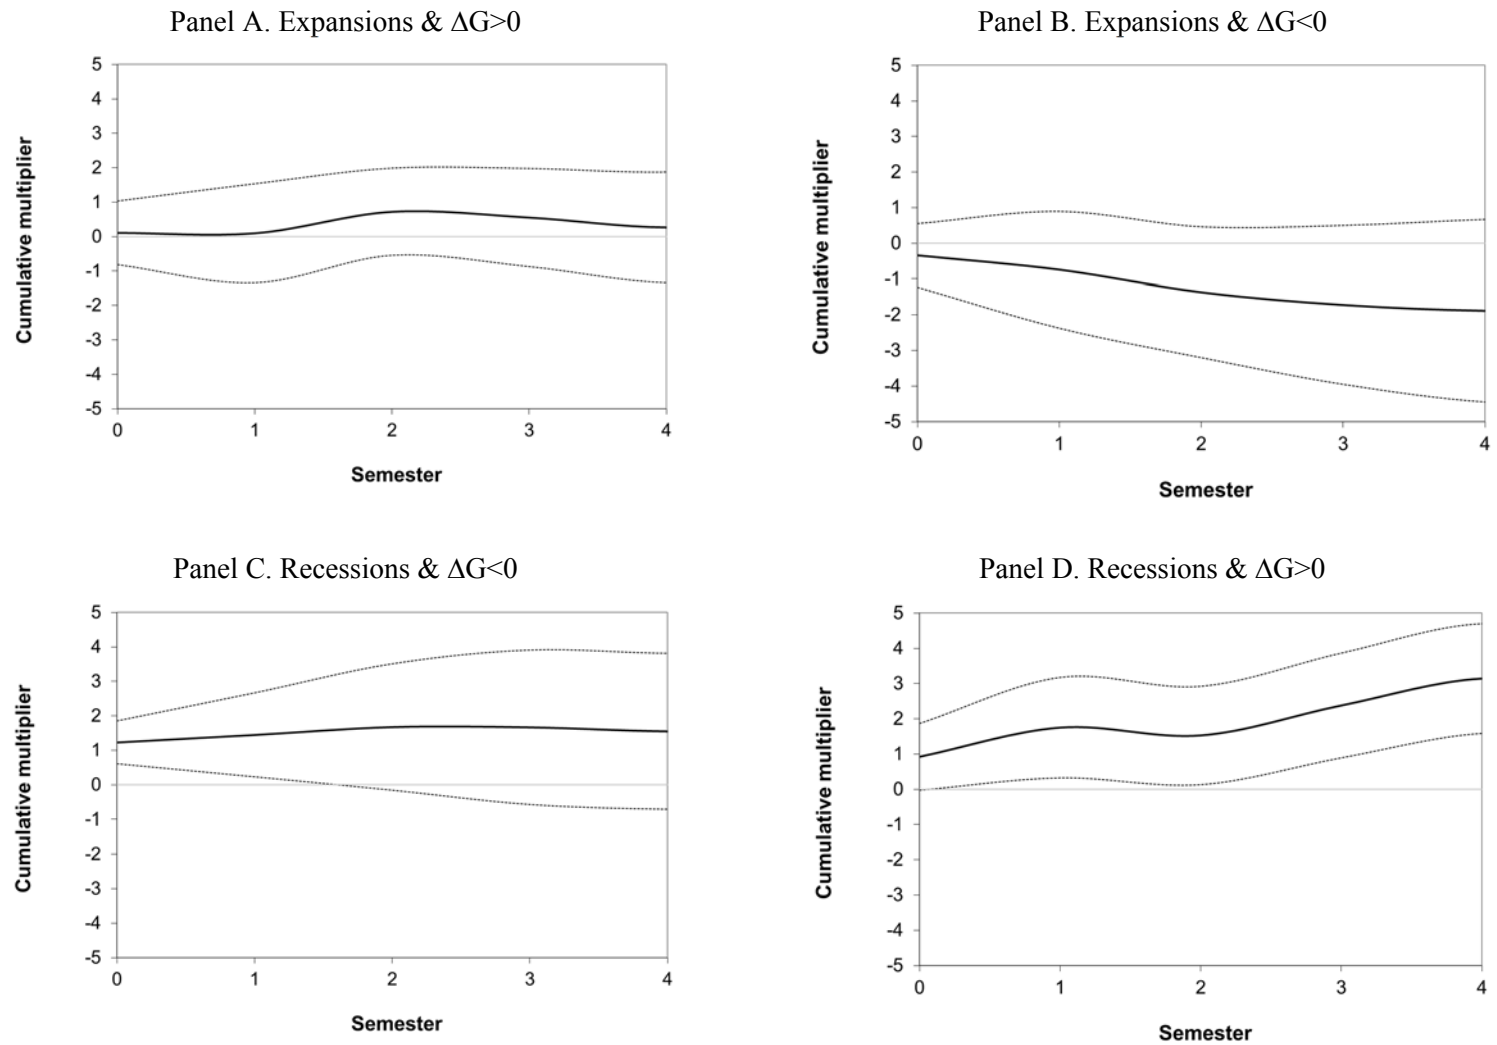 Panel A. Expansions & ΔG>0
5
4
3
2
1
0
-1
-2
-3
-4
-5
Cumulative multiplier
0 1 2 3 4
Semester
Panel B. Expansions & ΔG<0
5
4
3
2
1
0
-1
-2
-3
-4
-5
Cumulative multiplier
0 1 2 3 4
Semester
Panel C. Recessions & ΔG<0
5
4
3
2
1
0
-1
-2
-3
-4
-5
Cumulative multiplier
0 1 2 3 4
Semester
Panel D. Recessions & ΔG>0
5
4
3
2
1
0
-1
-2
-3
-4
-5
Cumulative multiplier
0 1 2 3 4
Semester